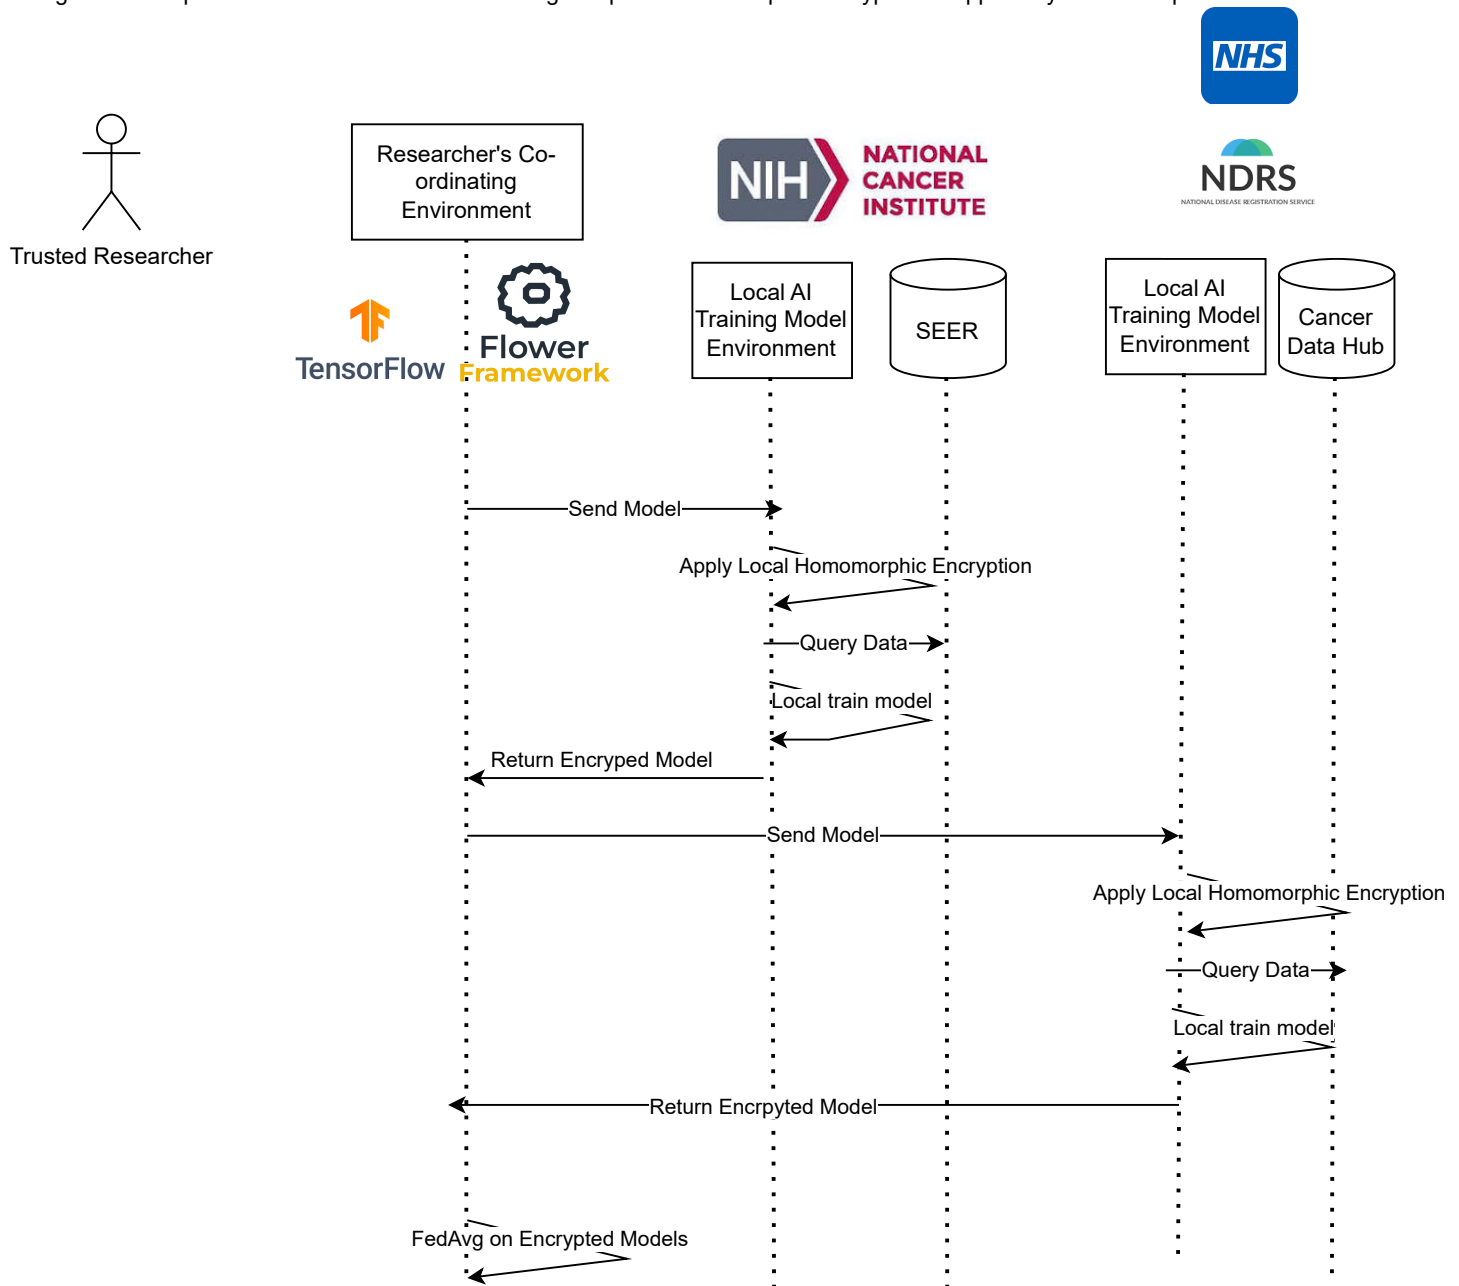 NHS
Researcher's Co-
ordinating
Environment
NIH
NATIONAL
CANCER
INSTITUTE
NDRS
NATIONAL DISEASE REGISTRATION SERVICE
Trusted Researcher
TensorFlow
Flower
Framework
Local AI
Training Model
Environment
SEER
Local AI
Training Model
Environment
Cancer
Data Hub
Send Model
Apply Local Homomorphic Encryption
Query Data
Local train model
Return Encryped Model
Send Model
Apply Local Homomorphic Encryption
Query Data
Local train model
Return Encrpyted Model
FedAvg on Encrypted Models